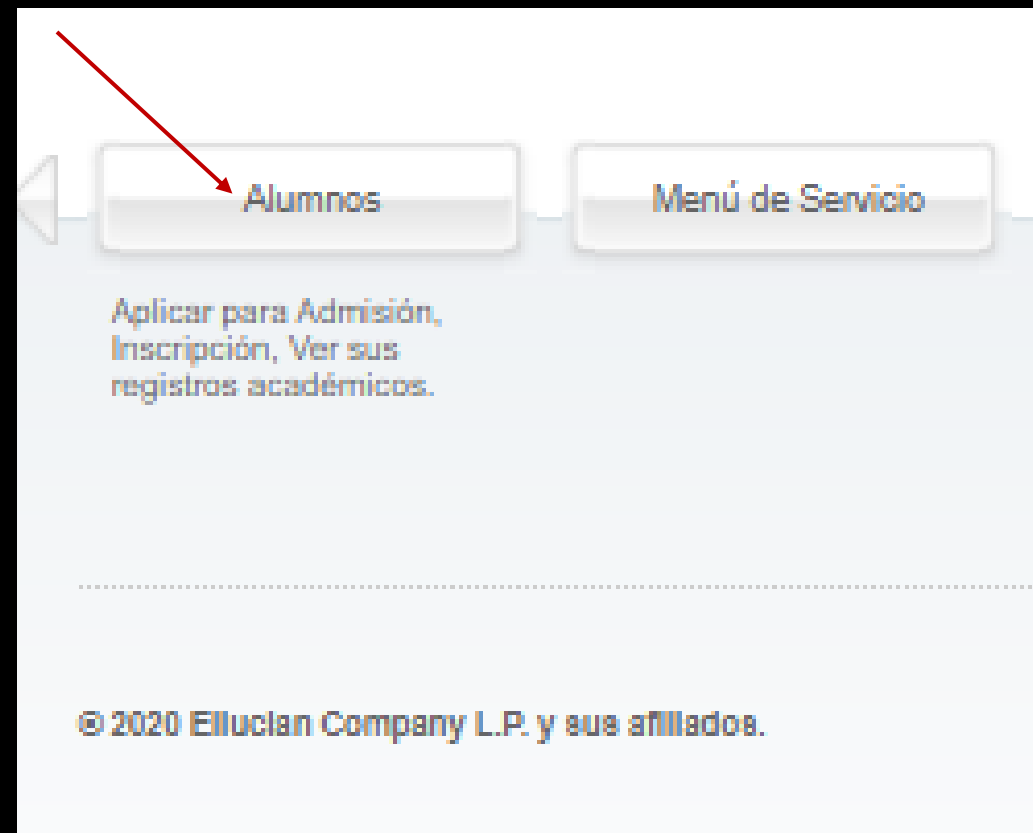 Alumnos
Menú de Servicio
Aplicar para Admisión,
Inscripción, Ver sus
registros académicos.
© 2020 Ellucian Company L.P. y sus afiliados.